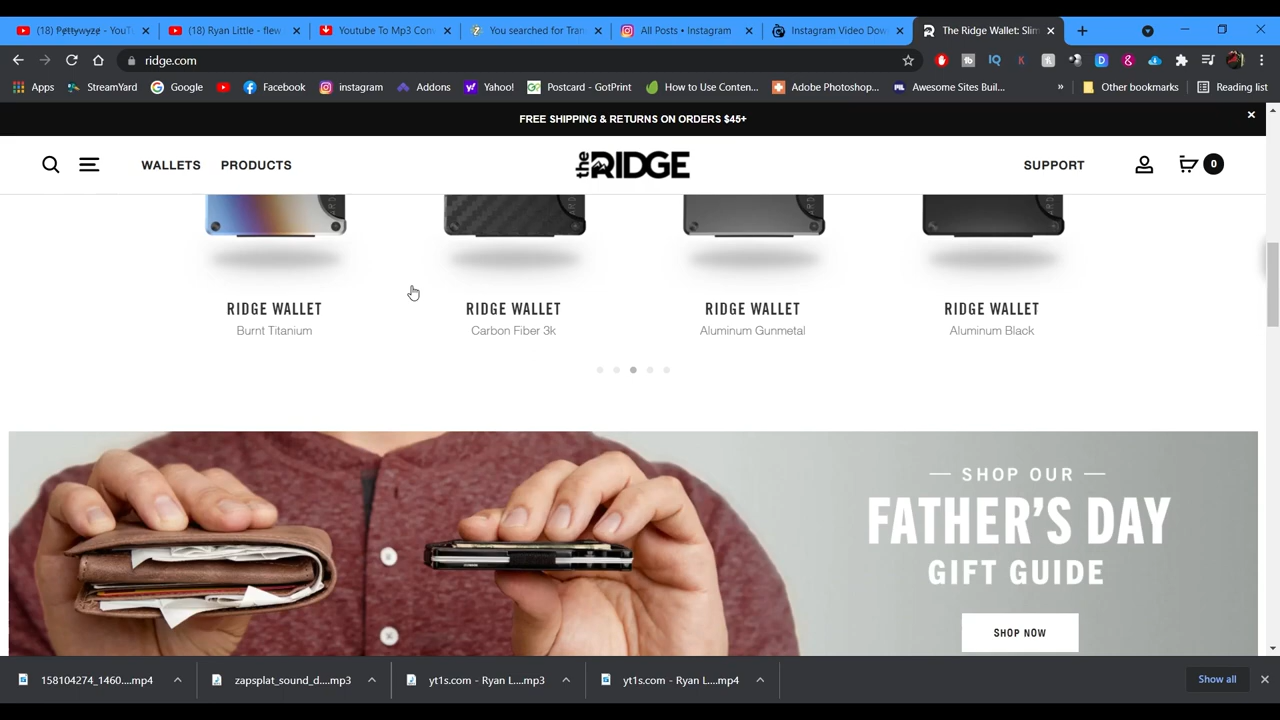 (18) Pettywyze - YouT
(18) Ryan Little - flew
Youtube To Mp3 Con
You searched for Tran
All Posts • Instagram
Instagram Video Dow
The Ridge Wallet: Slim
ridge.com
Apps
StreamYard
Google
Facebook
instagram
Addons
Yahoo!
Postcard - GotPrint
How to Use Conten...
Adobe Photoshop...
Awesome Sites Buil...
»
Other bookmarks
Reading list
FREE SHIPPING & RETURNS ON ORDERS $45+
WALLETS
PRODUCTS
the RIDGE
SUPPORT
0
RIDGE WALLET
Burnt Titanium
RIDGE WALLET
Carbon Fiber 3k
RIDGE WALLET
Aluminum Gunmetal
RIDGE WALLET
Aluminum Black
SHOP OUR
FATHER'S DAY
GIFT GUIDE
SHOP NOW
158104274_1460....mp4
zapsplat_sound_d....mp3
yt1s.com - Ryan L....mp3
yt1s.com - Ryan L....mp4
Show all